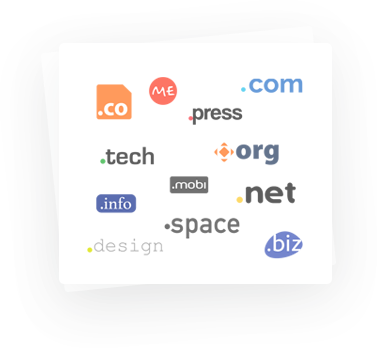 .com
ME
.co
.press
.tech
org
.mobi
.net
.info
.space
.design
.biz